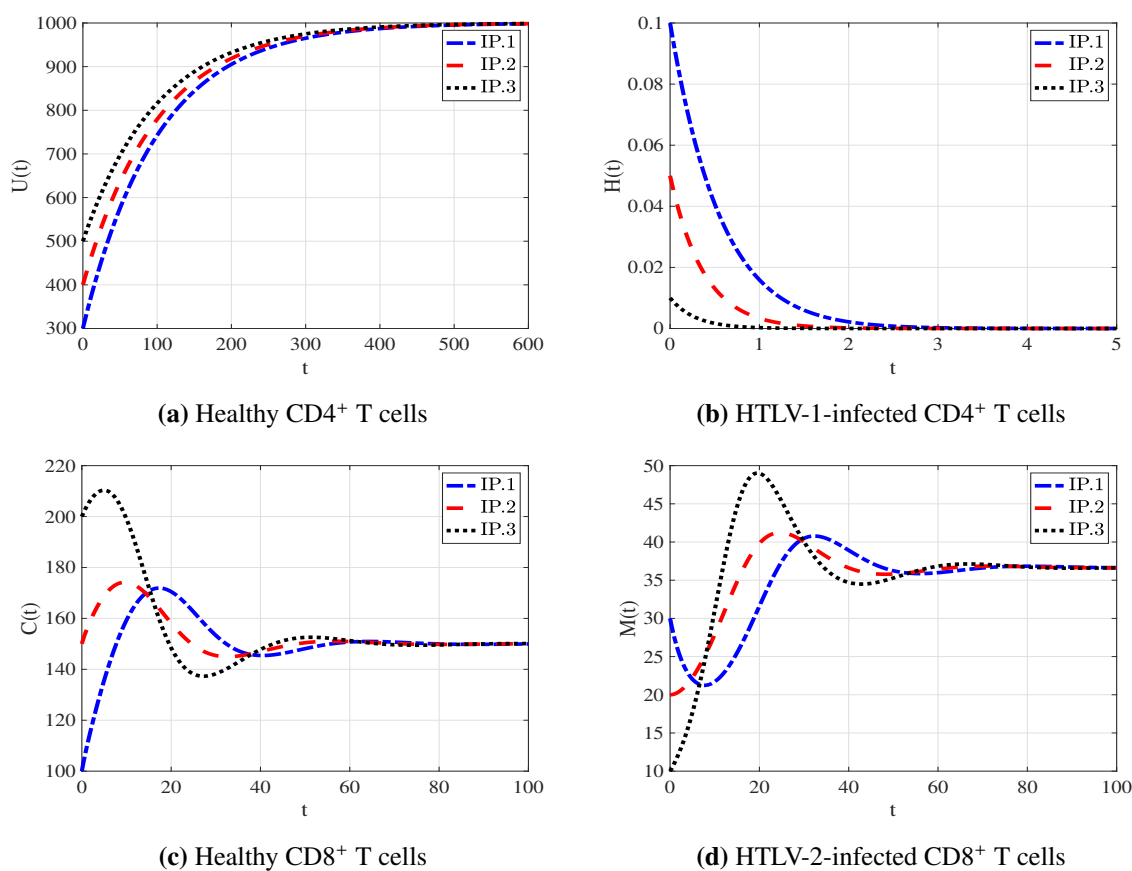 1000
900
800
700
600
500
400
300
U(t)
0 100 200 300 400 500 600
t
IP.1
IP.2
IP.3
(a) Healthy CD4⁺ T cells
0.1
0.08
0.06
0.04
0.02
0
H(t)
0 1 2 3 4 5
t
IP.1
IP.2
IP.3
(b) HTLV-1-infected CD4⁺ T cells
220
200
180
160
140
120
100
C(t)
0 20 40 60 80 100
t
IP.1
IP.2
IP.3
(c) Healthy CD8⁺ T cells
50
45
40
35
30
25
20
15
10
M(t)
0 20 40 60 80 100
t
IP.1
IP.2
IP.3
(d) HTLV-2-infected CD8⁺ T cells